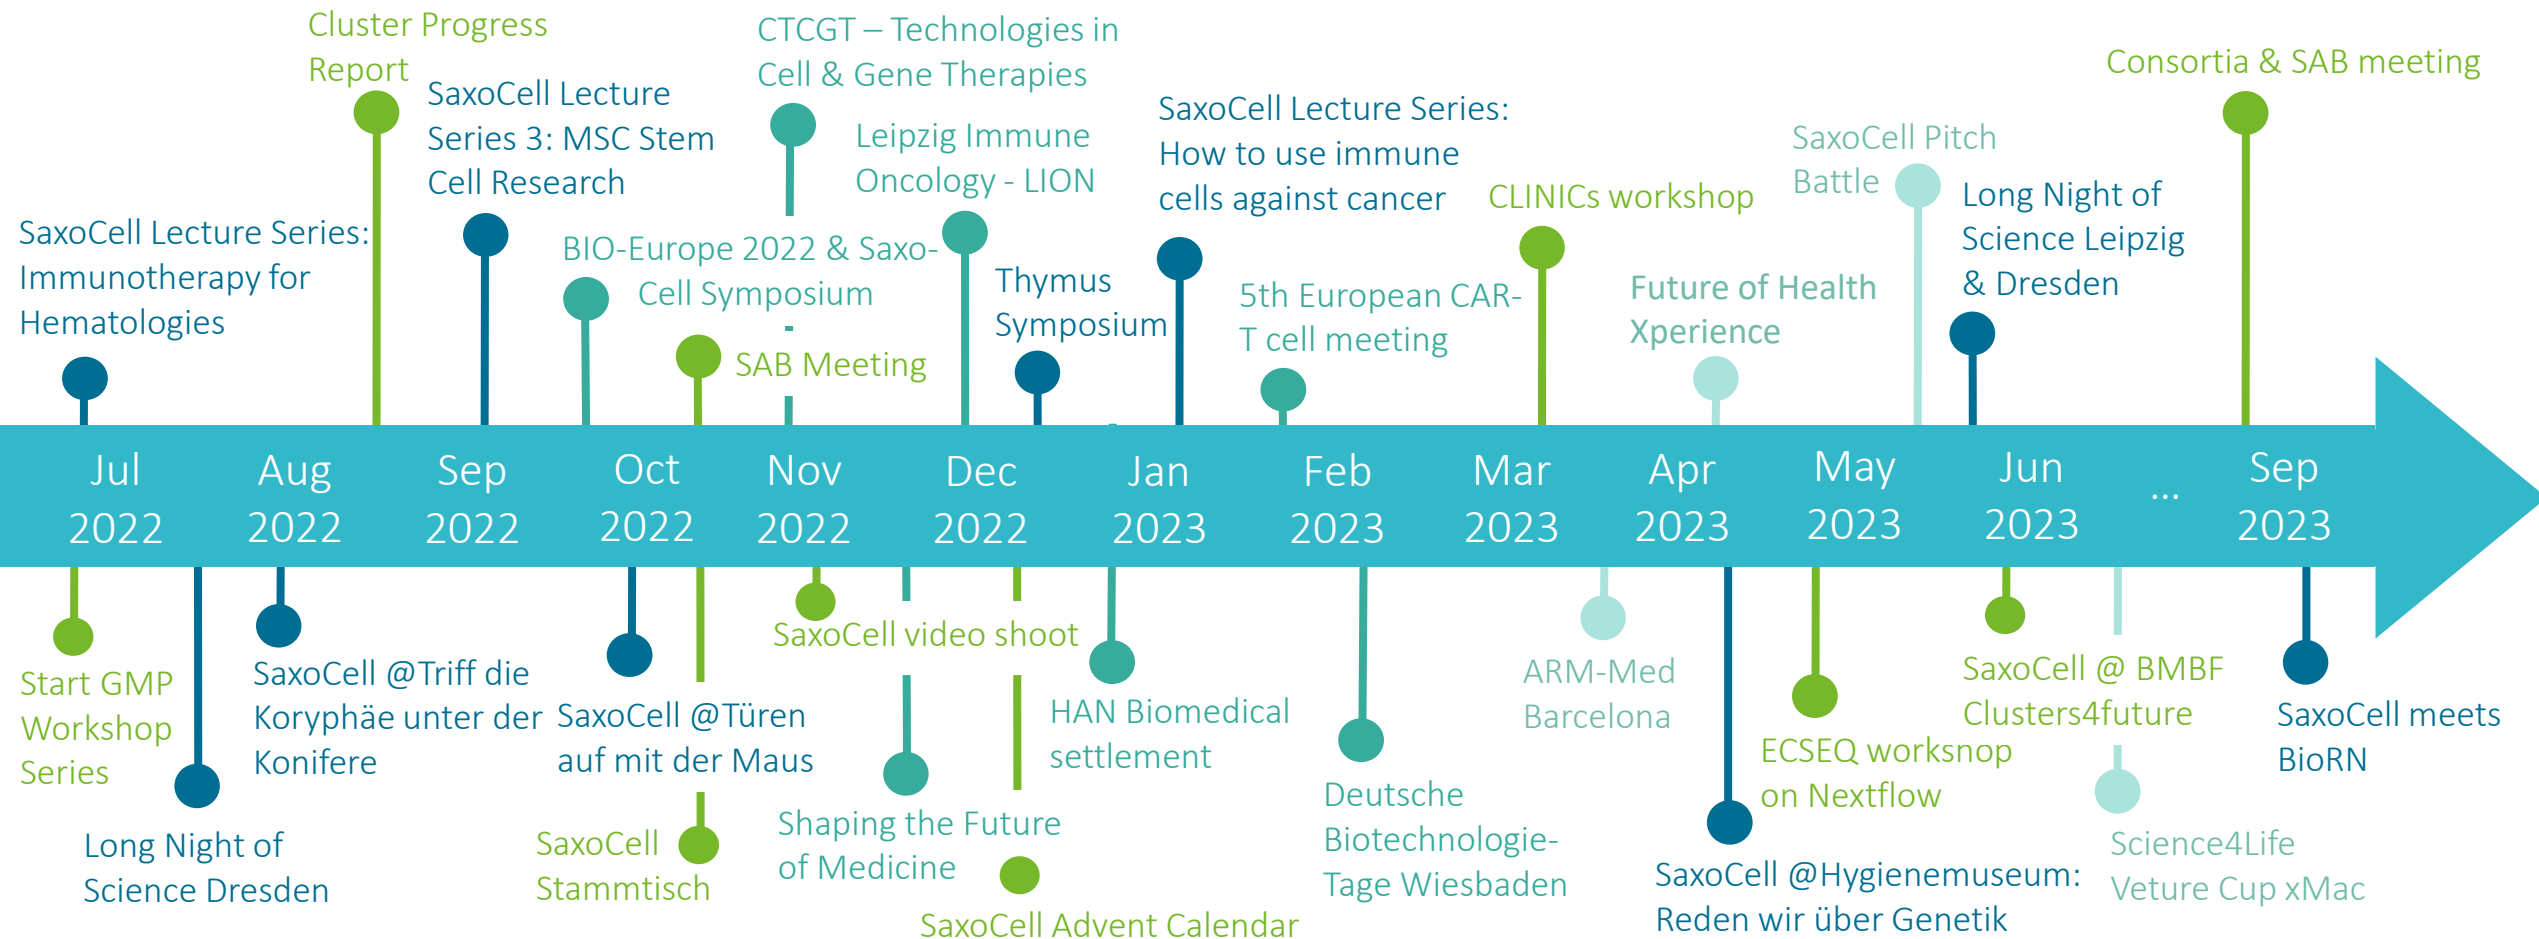 Cluster Progress
Report
CTCGT – Technologies in
Cell & Gene Therapies
Consortia & SAB meeting
SaxoCell Lecture
Series 3: MSC Stem
Cell Research
Leipzig Immune
Oncology - LION
SaxoCell Lecture Series:
How to use immune
cells against cancer
CLINICs workshop
SaxoCell Pitch
Battle
Long Night of
Science Leipzig
& Dresden
SaxoCell Lecture Series:
Immunotherapy for
Hematologies
BIO-Europe 2022 & Saxo-
Cell Symposium
Thymus
Symposium
5th European CAR-
T cell meeting
Future of Health
Xperience
SAB Meeting
Jul
2022
Aug
2022
Sep
2022
Oct
2022
Nov
2022
Dec
2022
Jan
2023
Feb
2023
Mar
2023
Apr
2023
May
2023
Jun
2023
...
Sep
2023
Start GMP
Workshop
Series
Long Night of
Science Dresden
SaxoCell @Triff die
Koryphäe unter der
Konifere
SaxoCell @Türen
auf mit der Maus
SaxoCell
Stammtisch
SaxoCell video shoot
Shaping the Future
of Medicine
SaxoCell Advent Calendar
HAN Biomedical
settlement
Deutsche
Biotechnologie-
Tage Wiesbaden
ARM-Med
Barcelona
SaxoCell @Hygienemuseum:
Reden wir über Genetik
ECSEQ workshop
on Nextflow
SaxoCell @ BMBF
Clusters4future
Science4Life
Veture Cup xMac
SaxoCell meets
BioRN